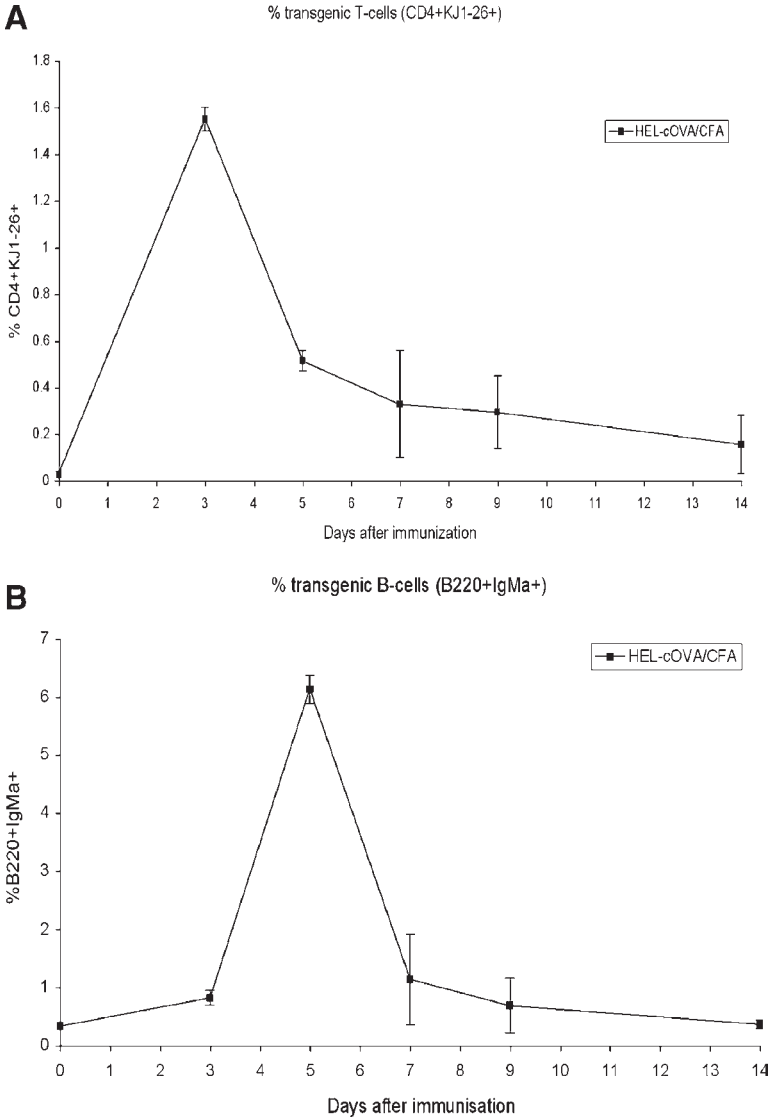 A
% transgenic T-cells (CD4+KJ1-26+)
1.8
1.6
1.4
1.2
1
0.8
0.6
0.4
0.2
0
% CD4+KJ1-26+
HEL-cOVA/CFA
0 1 2 3 4 5 6 7 8 9 10 11 12 13 14
Days after immunization
B
% transgenic B-cells (B220+IgMa+)
7
6
5
4
3
2
1
0
%B220+IgMa+
HEL-cOVA/CFA
0 1 2 3 4 5 6 7 8 9 10 11 12 13 14
Days after immunisation